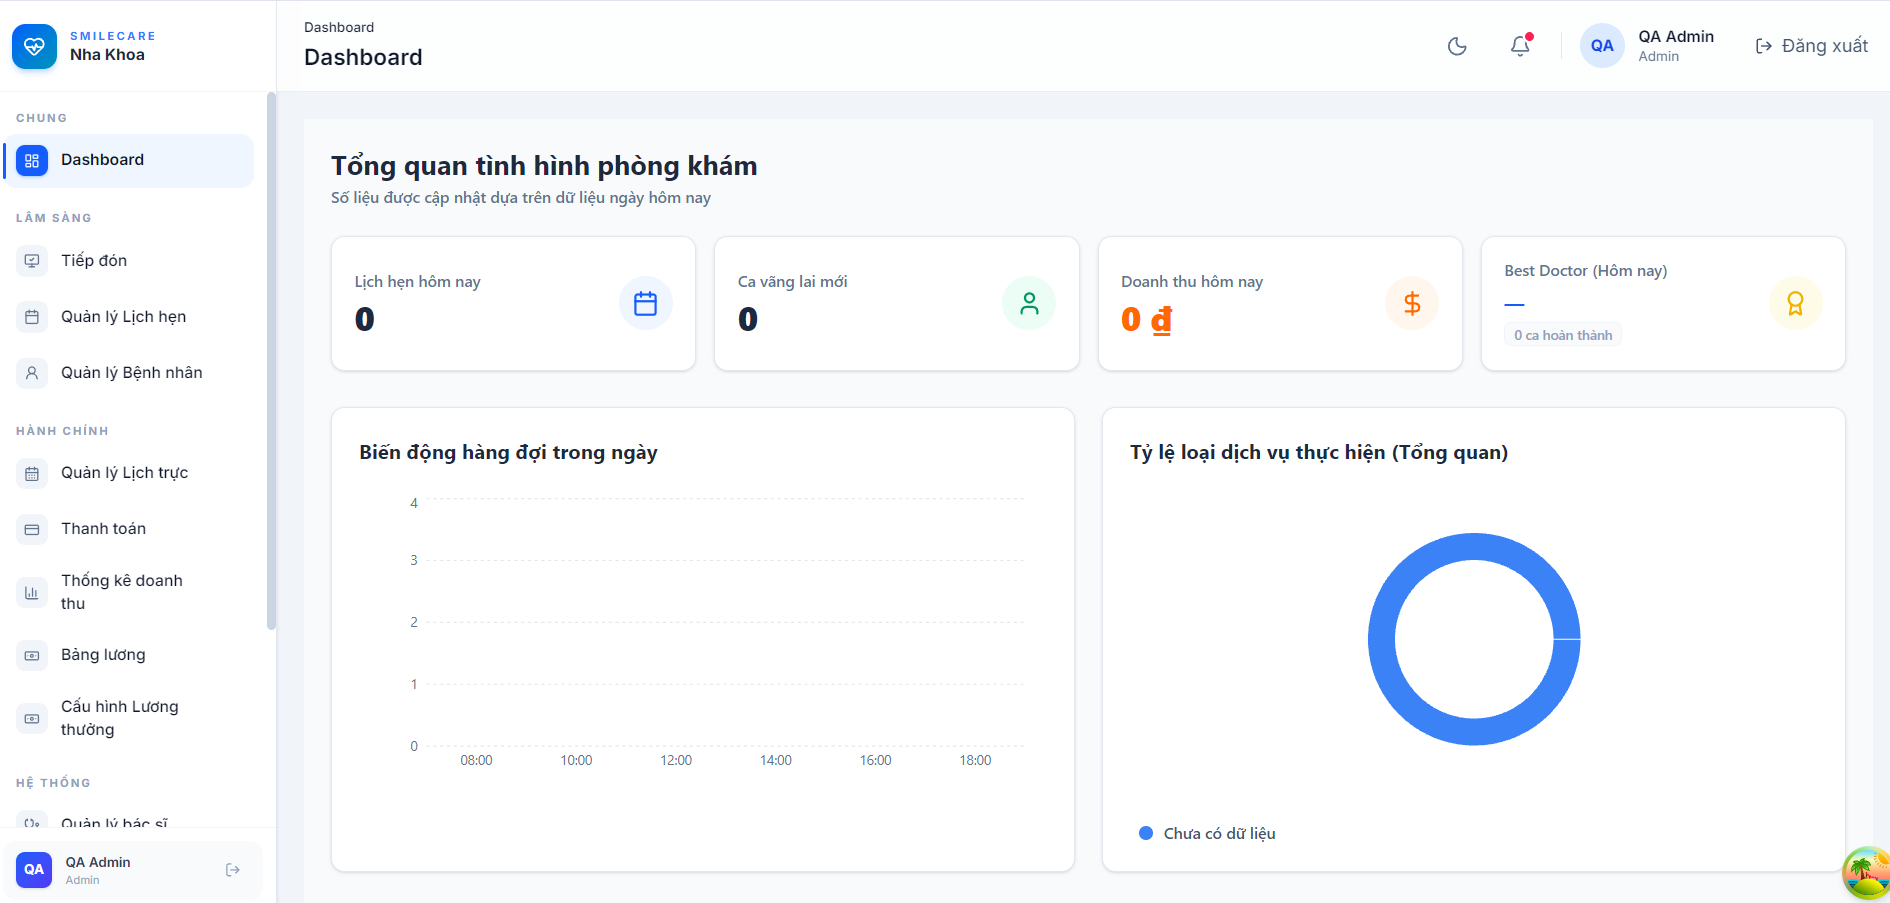 SMILECARE
Nha Khoa
CHUNG
Dashboard
LÂM SÀNG
Tiếp đón
Quản lý Lịch hẹn
Quản lý Bệnh nhân
HÀNH CHÍNH
Quản lý Lịch trực
Thanh toán
Thống kê doanh
thu
Bảng lương
Cấu hình Lương
thưởng
HỆ THỐNG
Quản lý bác sĩ
QA
QA Admin
Admin
Dashboard
Dashboard
QA
QA Admin
Admin
Đăng xuất
Tổng quan tình hình phòng khám
Số liệu được cập nhật dựa trên dữ liệu ngày hôm nay
Lịch hẹn hôm nay
0
Ca vãng lai mới
0
Doanh thu hôm nay
0 ₫
Best Doctor (Hôm nay)
—
0 ca hoàn thành
Biến động hàng đợi trong ngày
4
3
2
1
0
08:00
10:00
12:00
14:00
16:00
18:00
Tỷ lệ loại dịch vụ thực hiện (Tổng quan)
Chưa có dữ liệu